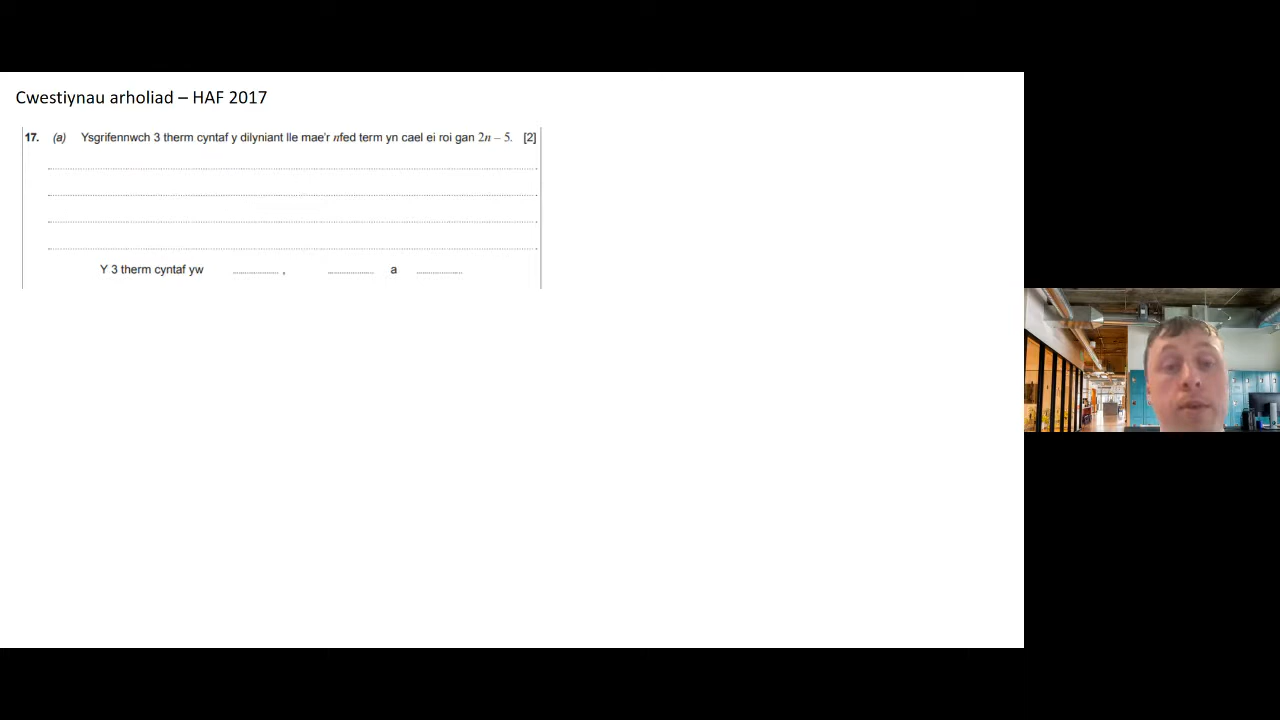 Cwestiynau arholiad – HAF 2017
17. (a) Ysgrifennwch 3 therm cyntaf y dilyniant lle mae'r nfed term yn cael ei roi gan 2n – 5. [2]
Y 3 therm cyntaf yw ...................... , ...................... a ......................